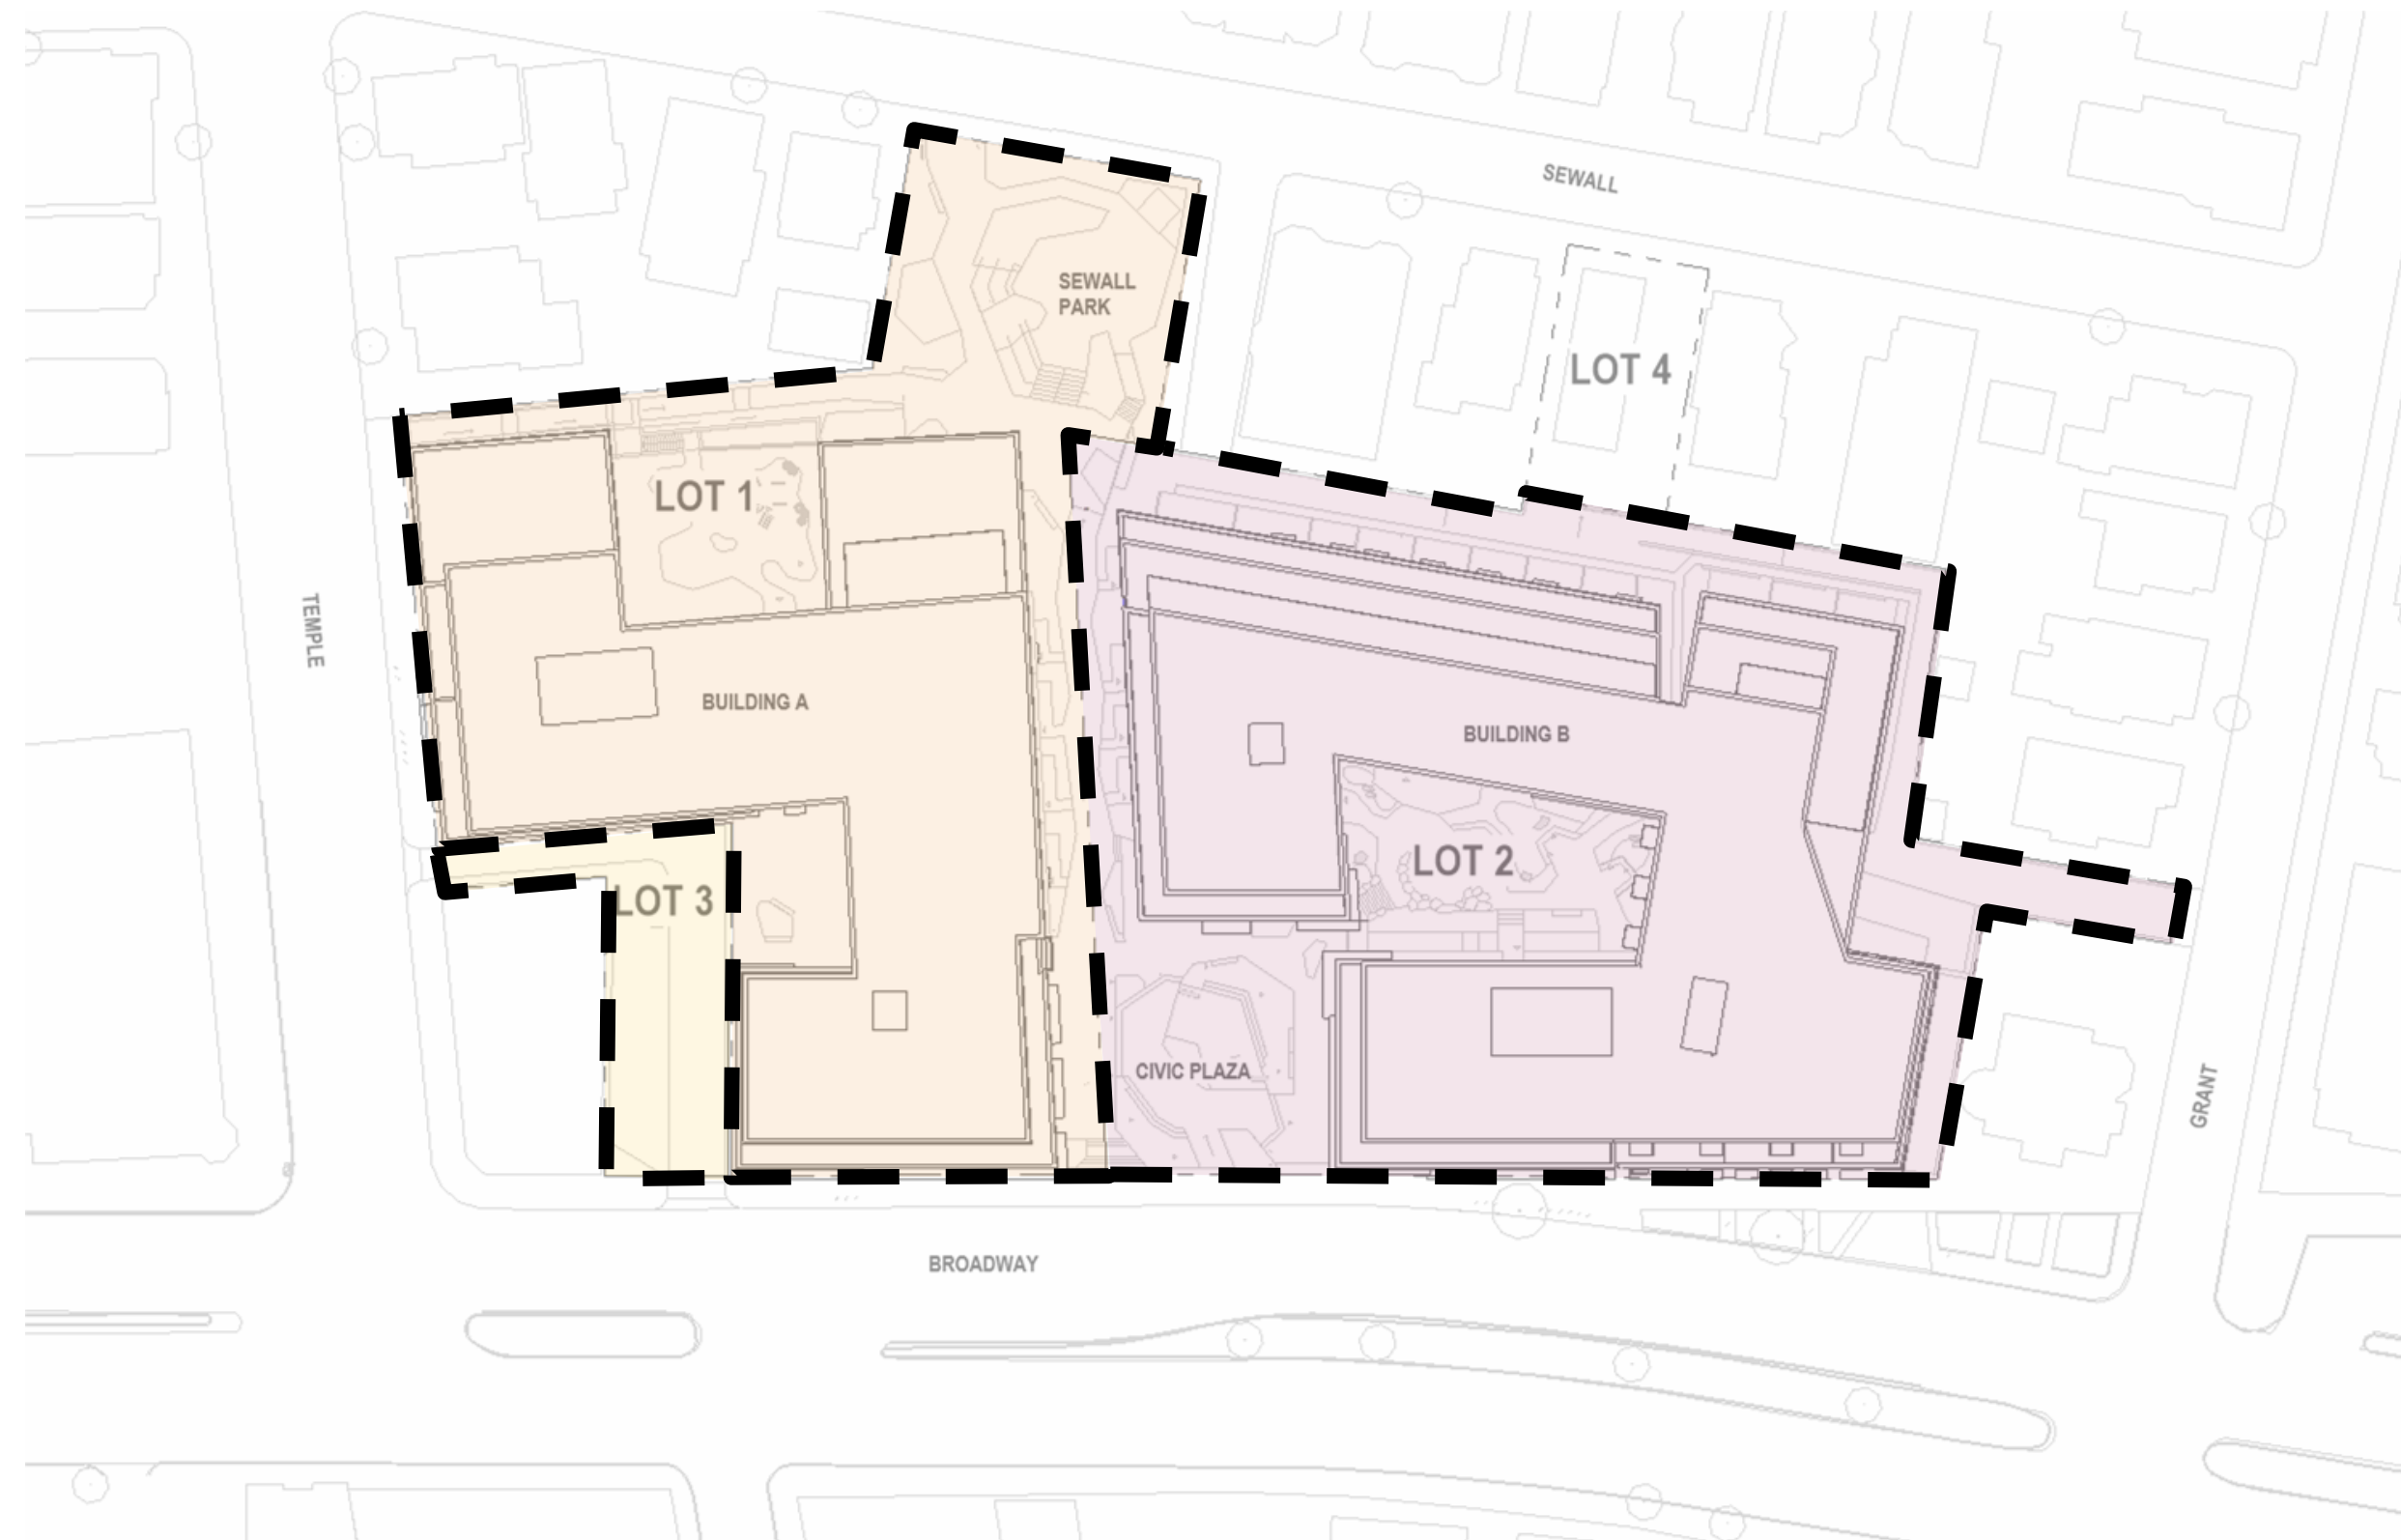 SEWALL
SEWALL
PARK
LOT 4
LOT 1
TEMPLE
BUILDING A
BUILDING B
LOT 2
LOT 3
CIVIC PLAZA
GRANT
BROADWAY